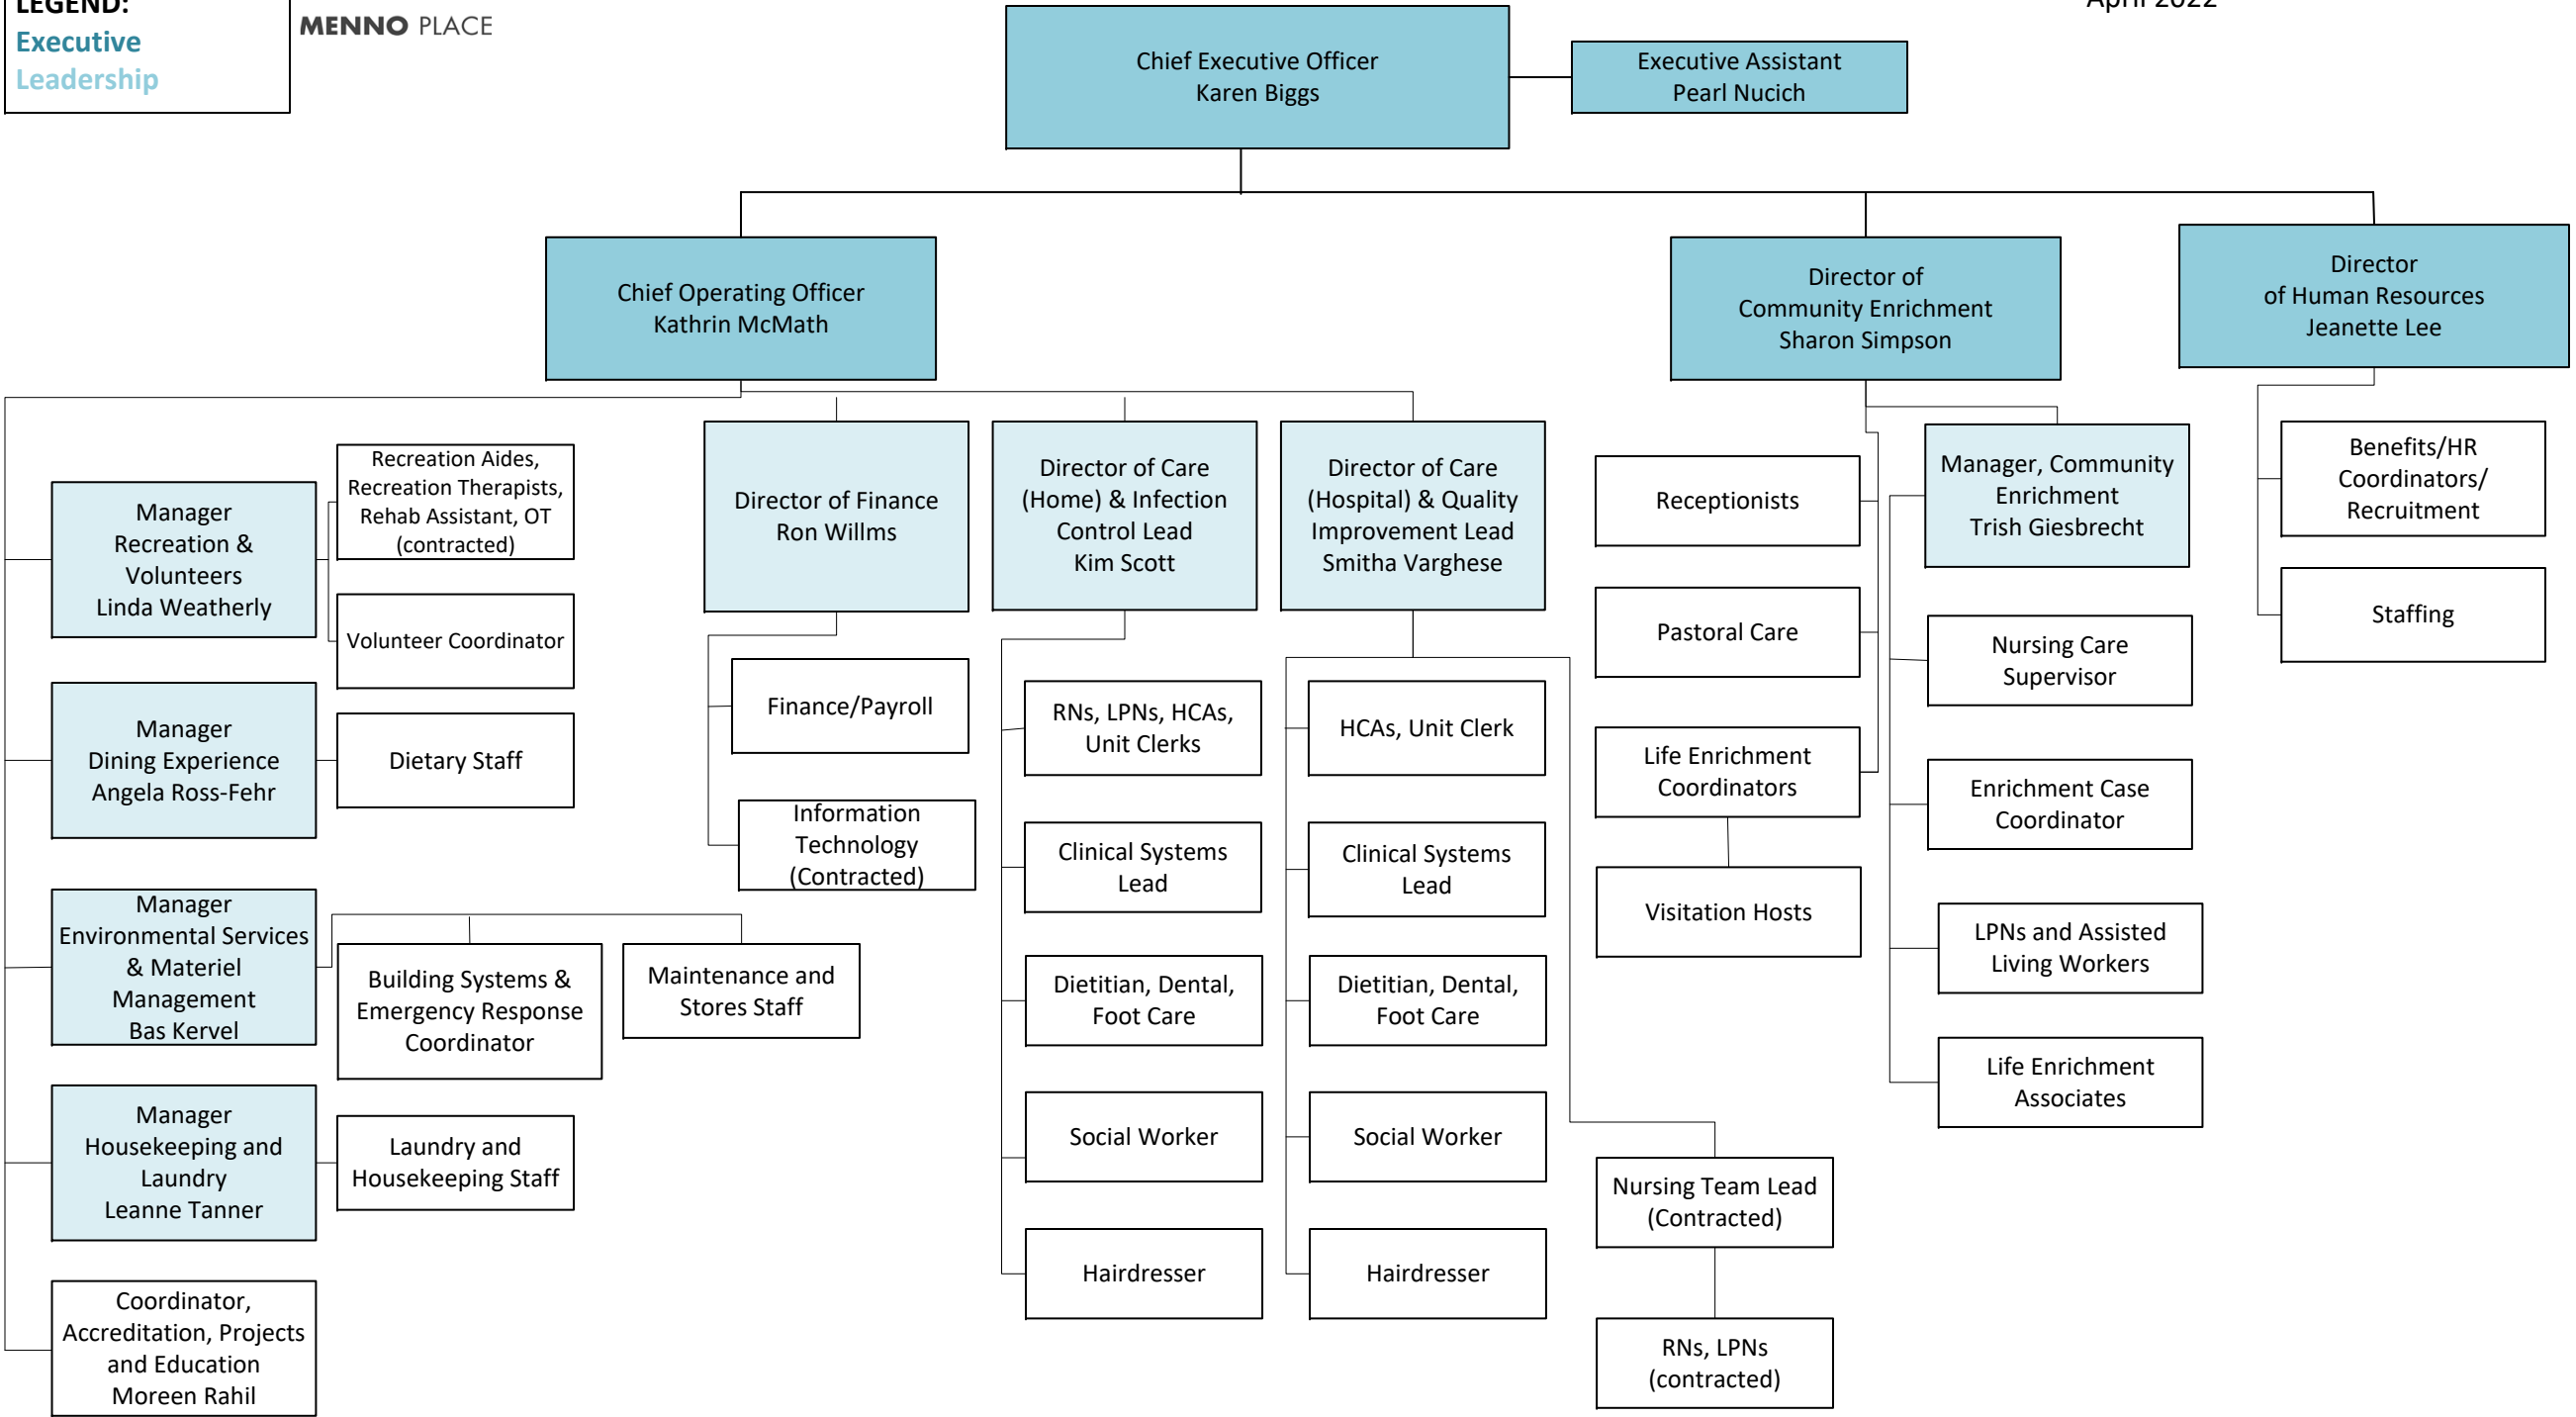 LEGEND:
Executive
Leadership
MENNO PLACE
April 2022
Chief Executive Officer
Karen Biggs
Executive Assistant
Pearl Nucich
Chief Operating Officer
Kathrin McMath
Director of
Community Enrichment
Sharon Simpson
Director
of Human Resources
Jeanette Lee
Manager
Recreation &
Volunteers
Linda Weatherly
Recreation Aides,
Recreation Therapists,
Rehab Assistant, OT
(contracted)
Volunteer Coordinator
Manager
Dining Experience
Angela Ross-Fehr
Dietary Staff
Manager
Environmental Services
& Materiel
Management
Bas Kervel
Building Systems &
Emergency Response
Coordinator
Maintenance and
Stores Staff
Manager
Housekeeping and
Laundry
Leanne Tanner
Laundry and
Housekeeping Staff
Coordinator,
Accreditation, Projects
and Education
Moreen Rahil
Director of Finance
Ron Willms
Finance/Payroll
Information
Technology
(Contracted)
Director of Care
(Home) & Infection
Control Lead
Kim Scott
RNs, LPNs, HCAs,
Unit Clerks
Clinical Systems
Lead
Dietitian, Dental,
Foot Care
Social Worker
Hairdresser
Director of Care
(Hospital) & Quality
Improvement Lead
Smitha Varghese
HCAs, Unit Clerk
Clinical Systems
Lead
Dietitian, Dental,
Foot Care
Social Worker
Hairdresser
Nursing Team Lead
(Contracted)
RNs, LPNs
(contracted)
Receptionists
Pastoral Care
Life Enrichment
Coordinators
Visitation Hosts
Manager, Community
Enrichment
Trish Giesbrecht
Nursing Care
Supervisor
Enrichment Case
Coordinator
LPNs and Assisted
Living Workers
Life Enrichment
Associates
Benefits/HR
Coordinators/
Recruitment
Staffing